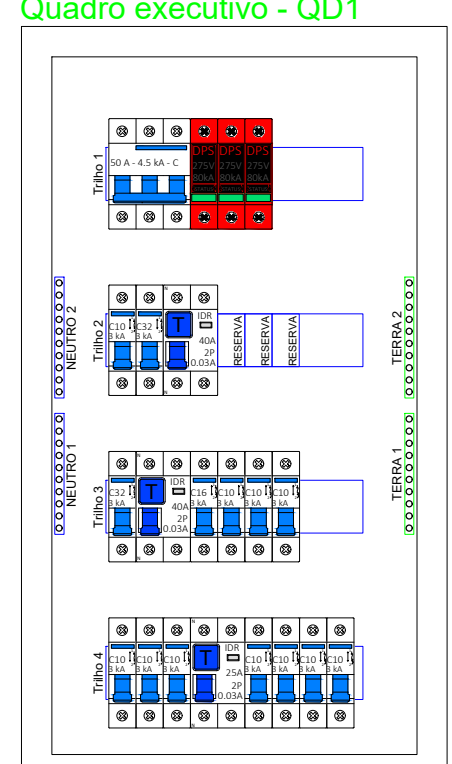 Quadro executivo - QD1
Trilho 1
50 A - 4.5 kA - C
DPS
275V
80kA
STATUS
DPS
275V
80kA
STATUS
DPS
275V
80kA
STATUS
NEUTRO 2
Trilho 2
C10
3 kA
C32
3 kA
N
T
IDR
40A
2P
0.03A
N
RESERVA
RESERVA
RESERVA
TERRA 2
NEUTRO 1
Trilho 3
C32
3 kA
N
T
IDR
40A
2P
0.03A
N
C16
3 kA
C10
3 kA
C10
3 kA
C10
3 kA
TERRA 1
Trilho 4
C10
3 kA
C10
3 kA
C10
3 kA
N
T
IDR
25A
2P
0.03A
N
C10
3 kA
C10
3 kA
C10
3 kA
C10
3 kA